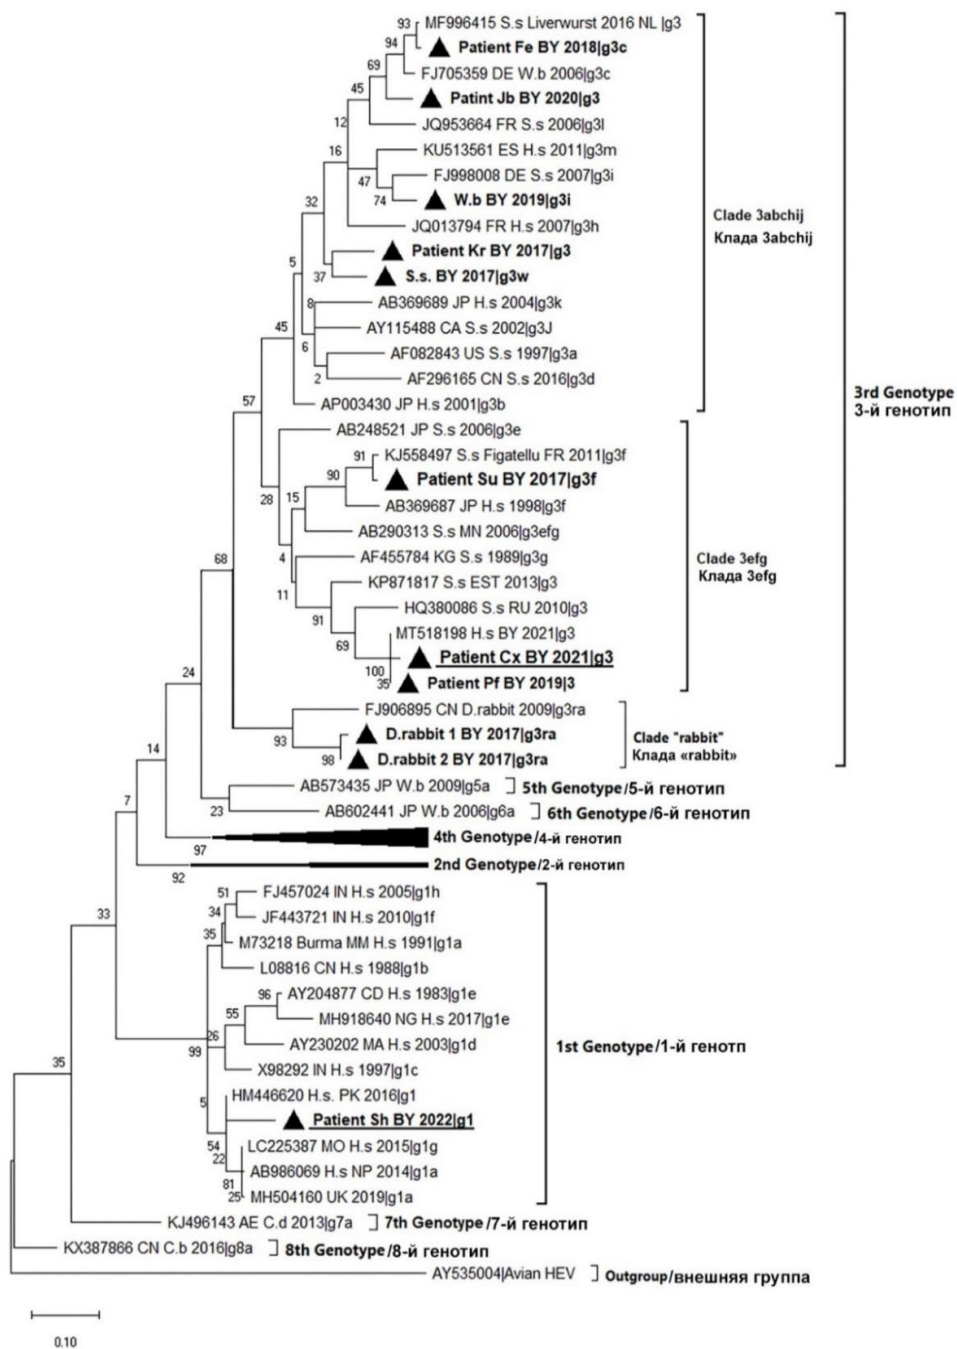 93
MF996415 S.s Liverwurst 2016 NL |g3
94
Patient Fe BY 2018|g3c
69
FJ705359 DE W.b 2006|g3c
45
Patint Jb BY 2020|g3
12
JQ953664 FR S.s 2006|g3l
16
KU513561 ES H.s 2011|g3m
47
FJ998008 DE S.s 2007|g3i
74
W.b BY 2019|g3i
32
JQ013794 FR H.s 2007|g3h
Clade 3abchij
Клада 3abchij
Patient Kr BY 2017|g3
5
37
S.s. BY 2017|g3w
8
AB369689 JP H.s 2004|g3k
45
AY115488 CA S.s 2002|g3J
6
AF082843 US S.s 1997|g3a
2
AF296165 CN S.s 2016|g3d
3rd Genotype
3-й генотип
57
AP003430 JP H.s 2001|g3b
AB248521 JP S.s 2006|g3e
91
KJ558497 S.s Figatellu FR 2011|g3f
90
Patient Su BY 2017|g3f
28
15
AB369687 JP H.s 1998|g3f
AB290313 S.s MN 2006|g3efg
4
AF455784 KG S.s 1989|g3g
Clade 3efg
Клада 3efg
68
11
KP871817 S.s EST 2013|g3
91
HQ380086 S.s RU 2010|g3
69
MT518198 H.s BY 2021|g3
100
Patient Cx BY 2021|g3
35
Patient Pf BY 2019|3
24
FJ906895 CN D.rabbit 2009|g3ra
93
D.rabbit 1 BY 2017|g3ra
98
D.rabbit 2 BY 2017|g3ra
Clade "rabbit"
Клада «rabbit»
14
AB573435 JP W.b 2009|g5a
5th Genotype/5-й генотип
7
23
AB602441 JP W.b 2006|g6a
6th Genotype/6-й генотип
97
4th Genotype/4-й генотип
92
2nd Genotype/2-й генотип
51
FJ457024 IN H.s 2005|g1h
33
34
JF443721 IN H.s 2010|g1f
35
M73218 Burma MM H.s 1991|g1a
L08816 CN H.s 1988|g1b
96
AY204877 CD H.s 1983|g1e
55
MH918640 NG H.s 2017|g1e
26
AY230202 MA H.s 2003|g1d
99
1st Genotype/1-й генотп
35
X98292 IN H.s 1997|g1c
5
HM446620 H.s. PK 2016|g1
Patient Sh BY 2022|g1
54
LC225387 MO H.s 2015|g1g
22
AB986069 H.s NP 2014|g1a
81
25
MH504160 UK 2019|g1a
KJ496143 AE C.d 2013|g7a
7th Genotype/7-й генотип
KX387866 CN C.b 2016|g8a
8th Genotype/8-й генотип
AY535004|Avian HEV
Outgroup/внешняя группа
0.10